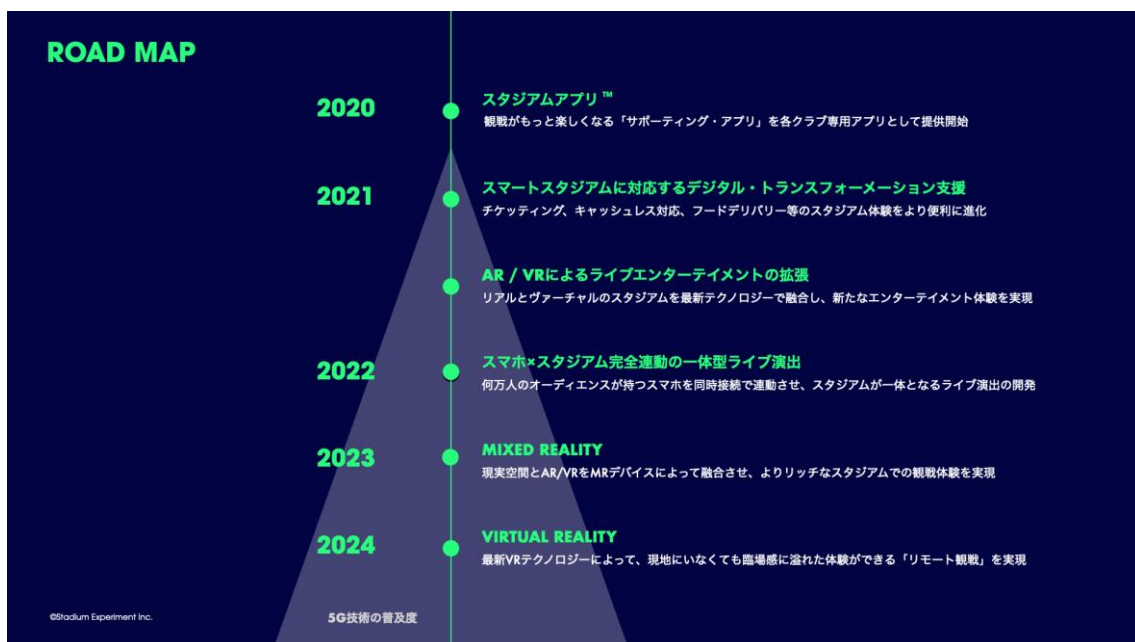 ROAD MAP
2020
スタジアムアプリ™
観戦がもっと楽しくなる「サポーティング・アプリ」を各クラブ専用アプリとして提供開始
2021
スマートスタジアムに対応するデジタル・トランスフォーメーション支援
チケッティング、キャッシュレス対応、フードデリバリー等のスタジアム体験をより便利に進化
AR / VRによるライブエンターテイメントの拡張
リアルとヴァーチャルのスタジアムを最新テクノロジーで融合し、新たなエンターテイメント体験を実現
2022
スマホ×スタジアム完全連動の一体型ライブ演出
何万人のオーディエンスが持つスマホを同時接続で連動させ、スタジアムが一体となるライブ演出の開発
2023
MIXED REALITY
現実空間とAR/VRをMRデバイスによって融合させ、よりリッチなスタジアムでの観戦体験を実現
2024
VIRTUAL REALITY
最新VRテクノロジーによって、現地にいなくても臨場感に溢れた体験ができる「リモート観戦」を実現
©Stadium Experiment Inc.
5G技術の普及度